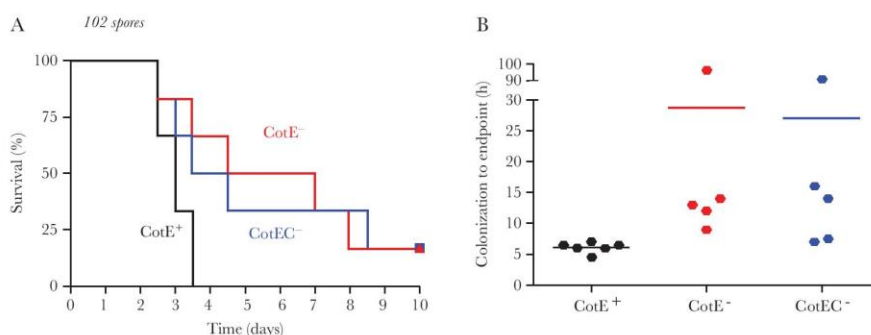 A
102 spores
100
75
50
25
0
Survival (%)
CotE⁻
CotEC⁻
CotE⁺
0 1 2 3 4 5 6 7 8 9 10
Time (days)
B
100
90
30
25
20
15
10
5
0
Colonization to endpoint (h)
CotE⁺ CotE⁻ CotEC⁻